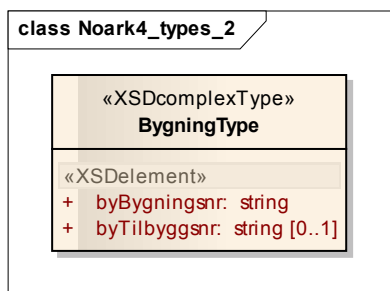 class Noark4_types_2
«XSDcomplexType»
BygningType
«XSDelement»
+ byBygningsnr: string
+ byTilbyggsnr: string [0..1]